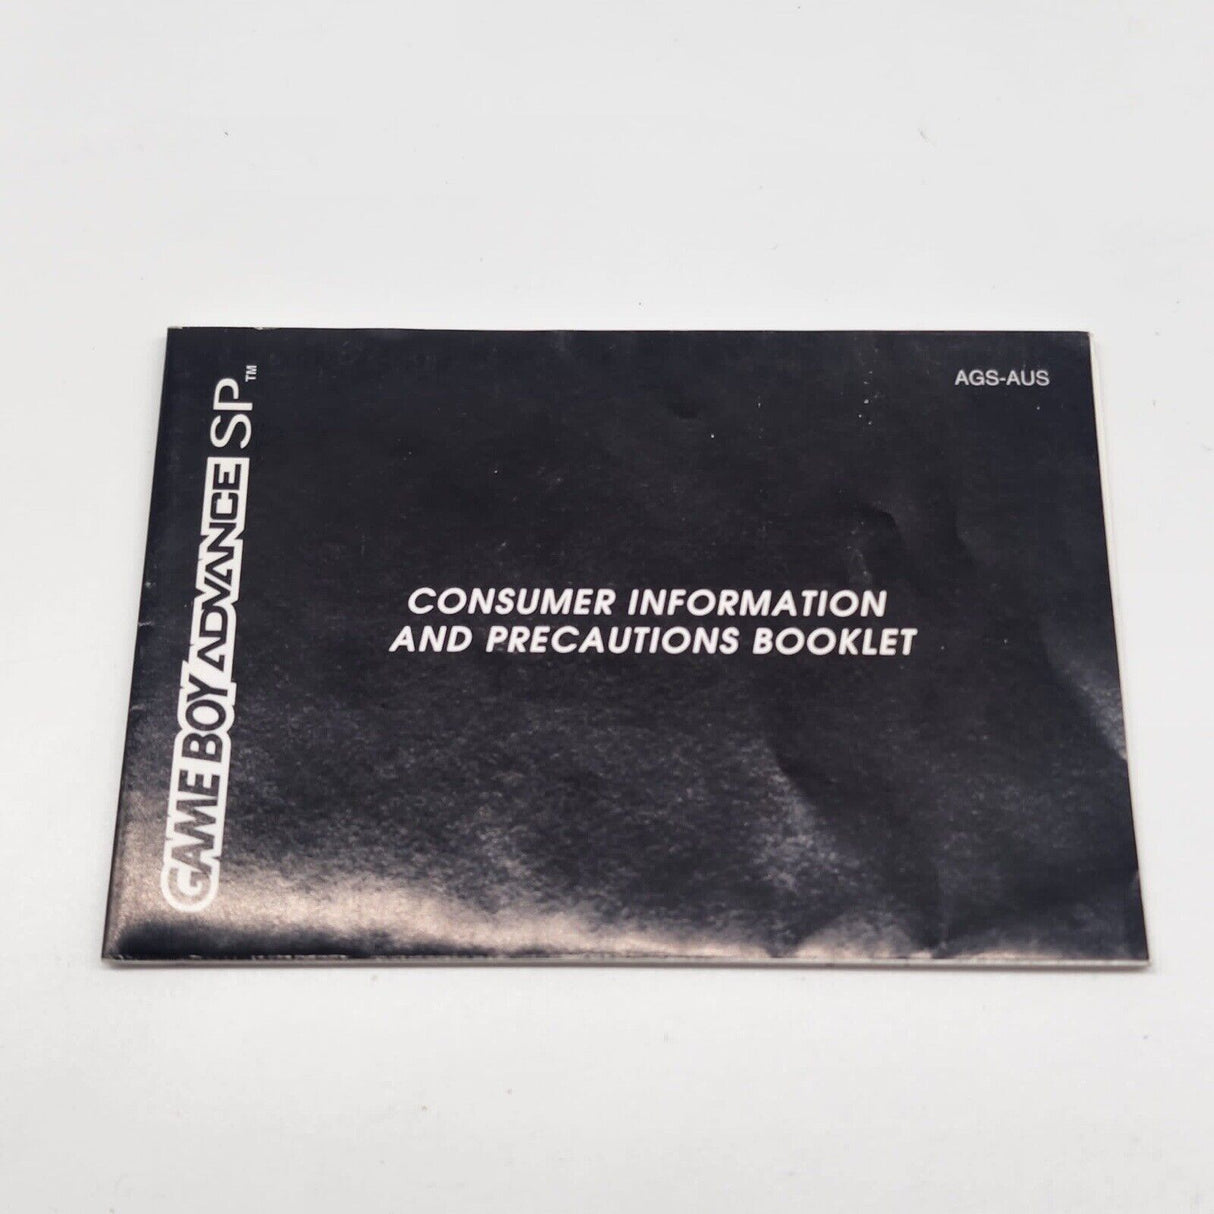 GAME BOY ADVANCE SP™
AGS-AUS
CONSUMER INFORMATION
AND PRECAUTIONS BOOKLET